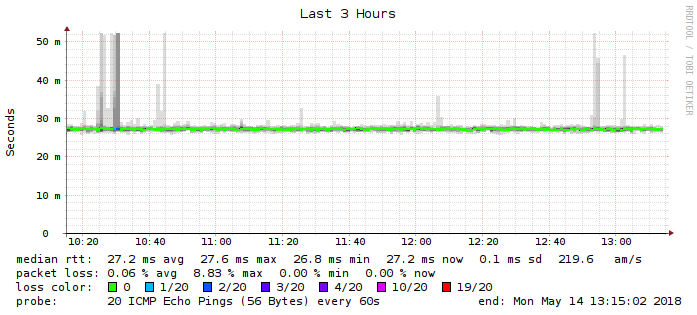 Last 3 Hours
RRDTOOL / TOBI OETIKER
Seconds
50 m
40 m
30 m
20 m
10 m
0
10:20 10:40 11:00 11:20 11:40 12:00 12:20 12:40 13:00
median rtt: 27.2 ms avg 27.6 ms max 26.8 ms min 27.2 ms now 0.1 ms sd 219.6 am/s
packet loss: 0.06 % avg 8.83 % max 0.00 % min 0.00 % now
loss color: 0 1/20 2/20 3/20 4/20 10/20 19/20
probe: 20 ICMP Echo Pings (56 Bytes) every 60s end: Mon May 14 13:15:02 2018